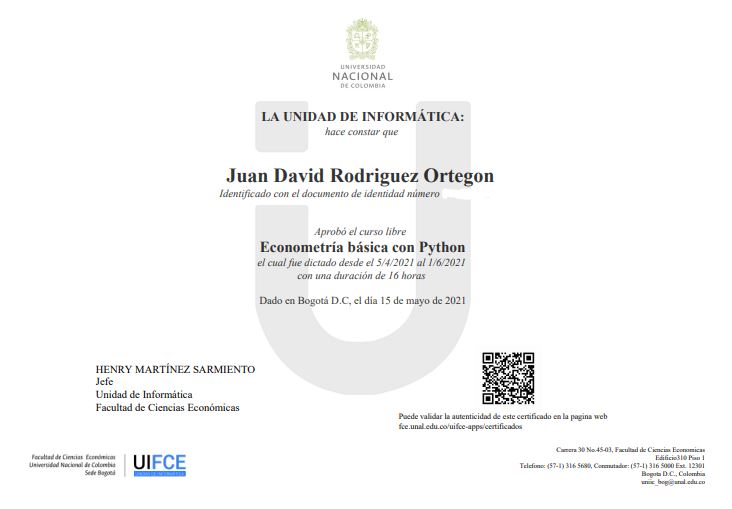 UNIVERSIDAD
NACIONAL
DE COLOMBIA
LA UNIDAD DE INFORMÁTICA:
hace constar que
Juan David Rodriguez Ortegon
Identificado con el documento de identidad número
Aprobó el curso libre
Econometría básica con Python
el cual fue dictado desde el 5/4/2021 al 1/6/2021
con una duración de 16 horas
Dado en Bogotá D.C, el día 15 de mayo de 2021
HENRY MARTÍNEZ SARMIENTO
Jefe
Unidad de Informática
Facultad de Ciencias Económicas
Puede validar la autenticidad de este certificado en la pagina web
fce.unal.edu.co/uifce-apps/certificados
Facultad de Ciencias Económicas
Universidad Nacional de Colombia
Sede Bogotá
UIFCE
Carrera 30 No.45-03, Facultad de Ciencias Economicas
Edificio310 Piso 1
Telefono: (57-1) 316 5680, Conmutador: (57-1) 316 5000 Ext. 12301
Bogota D.C., Colombia
uniic_bog@unal.edu.co